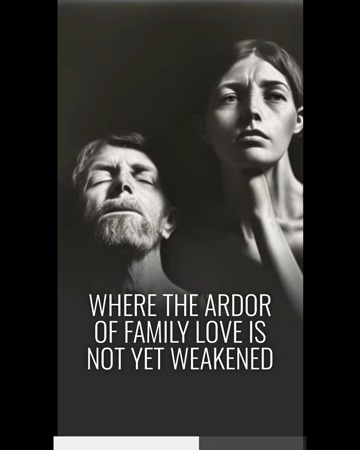 WHERE THE ARDOR
OF FAMILY LOVE IS
NOT YET WEAKENED